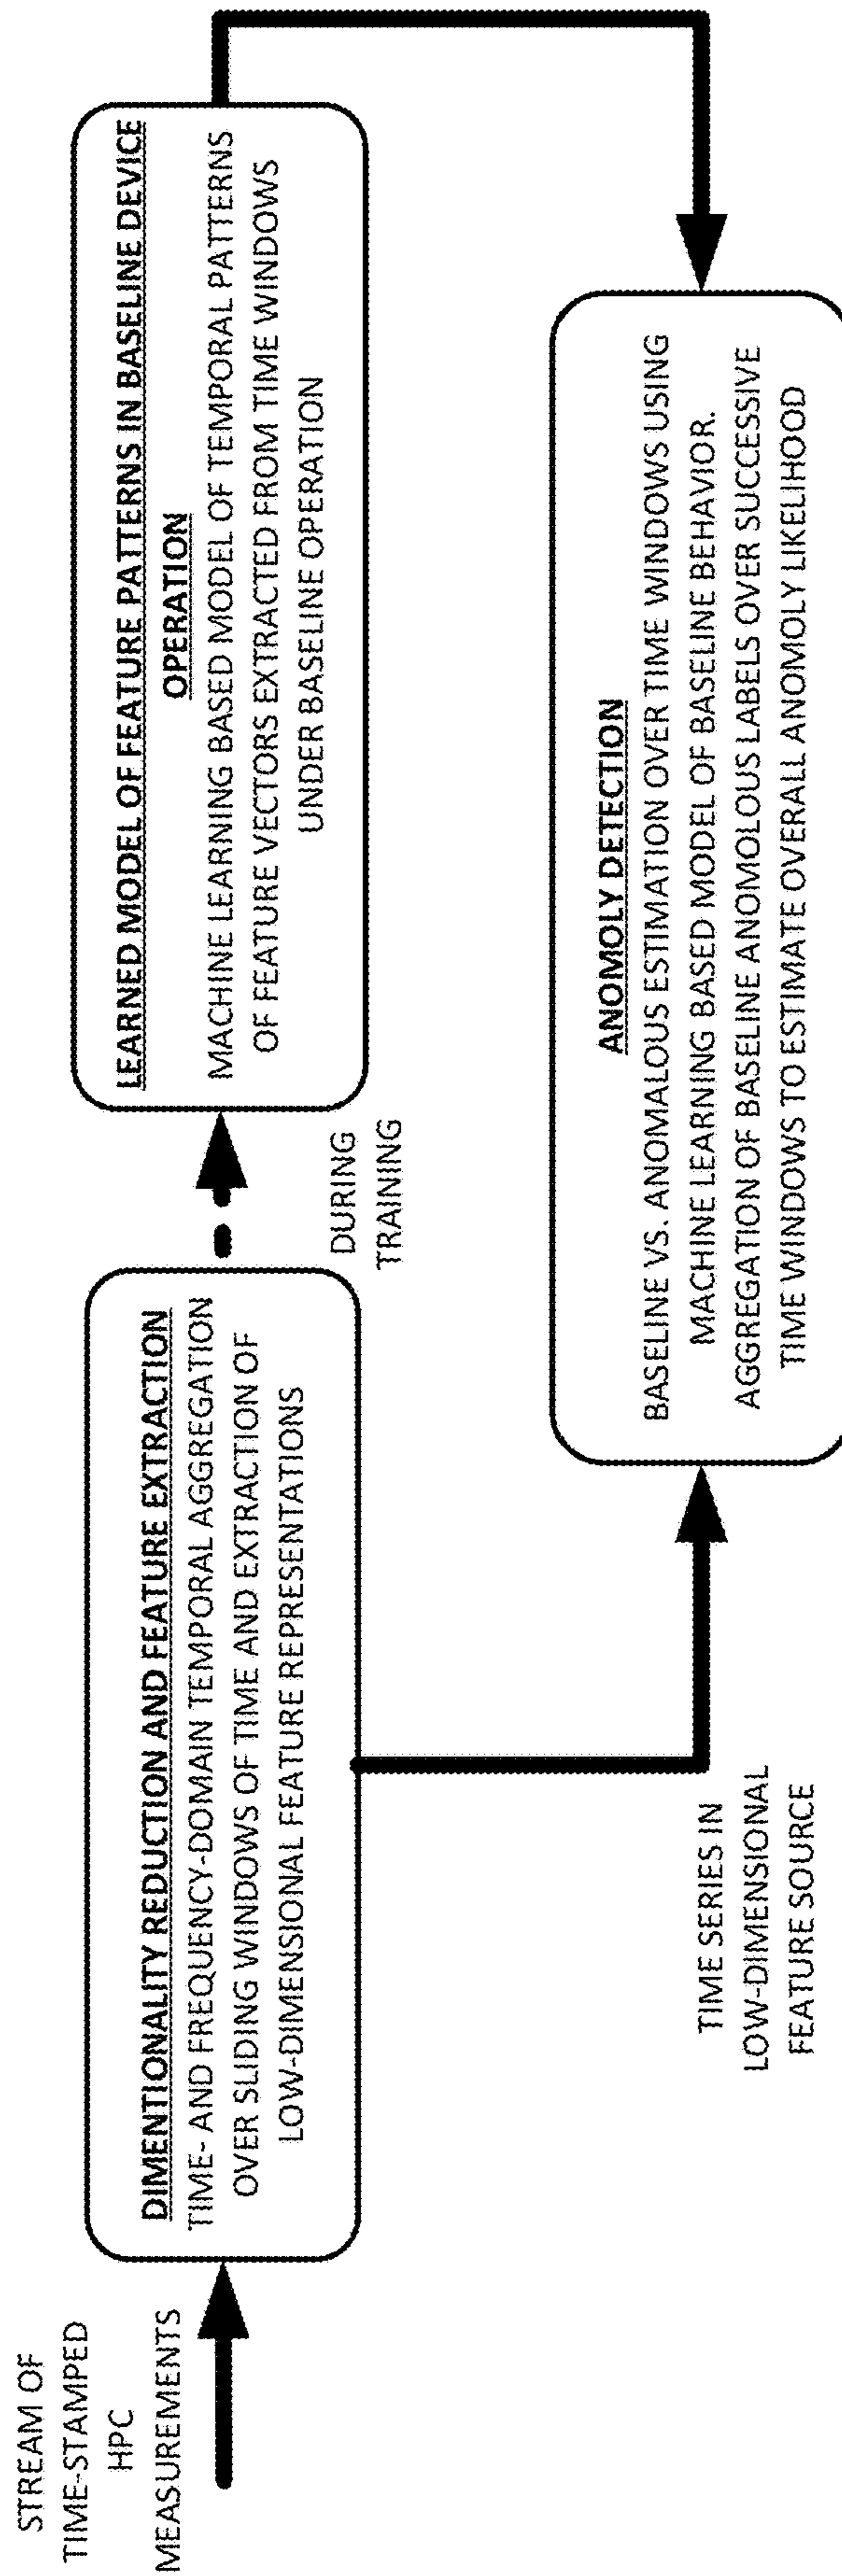 STREAM OF
TIME-STAMPED
HPC
MEASUREMENTS
DIMENTIONALITY REDUCTION AND FEATURE EXTRACTION
TIME- AND FREQUENCY-DOMAIN TEMPORAL AGGREGATION
OVER SLIDING WINDOWS OF TIME AND EXTRACTION OF
LOW-DIMENSIONAL FEATURE REPRESENTATIONS
DURING
TRAINING
LEARNED MODEL OF FEATURE PATTERNS IN BASELINE DEVICE
OPERATION
MACHINE LEARNING BASED MODEL OF TEMPORAL PATTERNS
OF FEATURE VECTORS EXTRACTED FROM TIME WINDOWS
UNDER BASELINE OPERATION
TIME SERIES IN
LOW-DIMENSIONAL
FEATURE SOURCE
ANOMOLY DETECTION
BASELINE VS. ANOMALOUS ESTIMATION OVER TIME WINDOWS USING
MACHINE LEARNING BASED MODEL OF BASELINE BEHAVIOR.
AGGREGATION OF BASELINE ANOMOLOUS LABELS OVER SUCCESSIVE
TIME WINDOWS TO ESTIMATE OVERALL ANOMOLY LIKELIHOOD